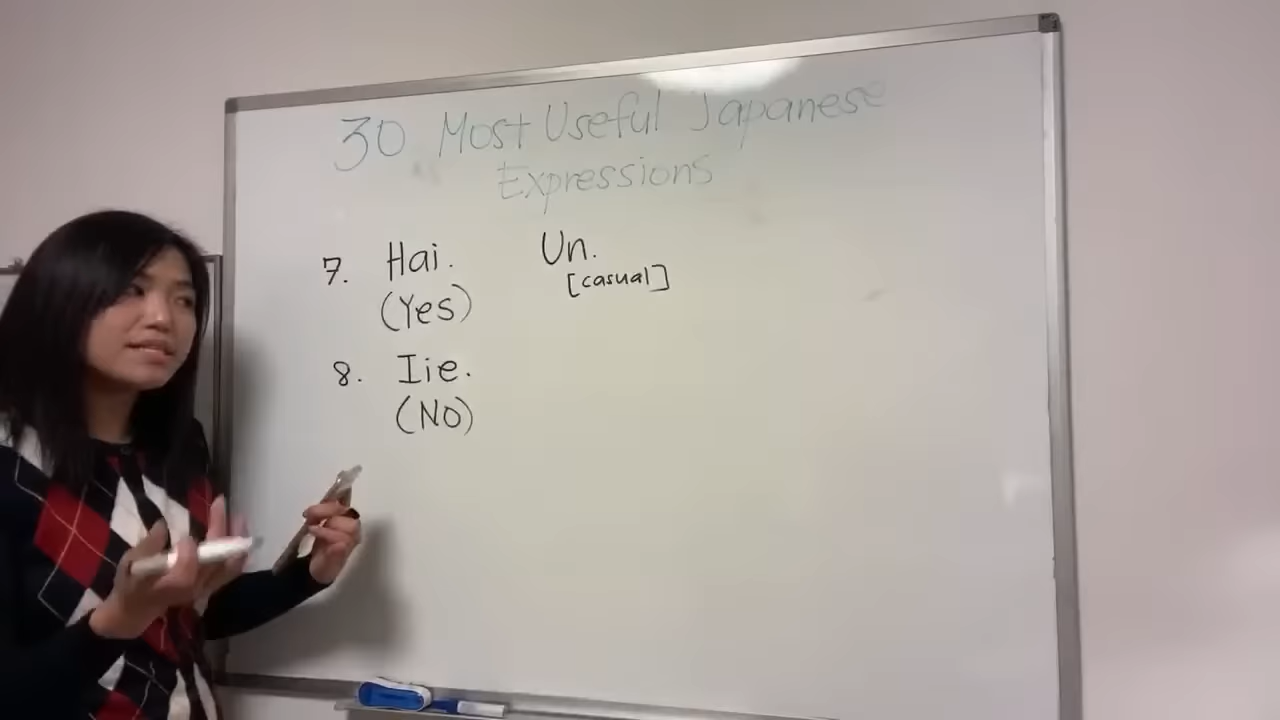 30 Most Useful Japanese
Expressions
7. Hai. Un.
[casual]
(Yes)
8. Iie.
(No)